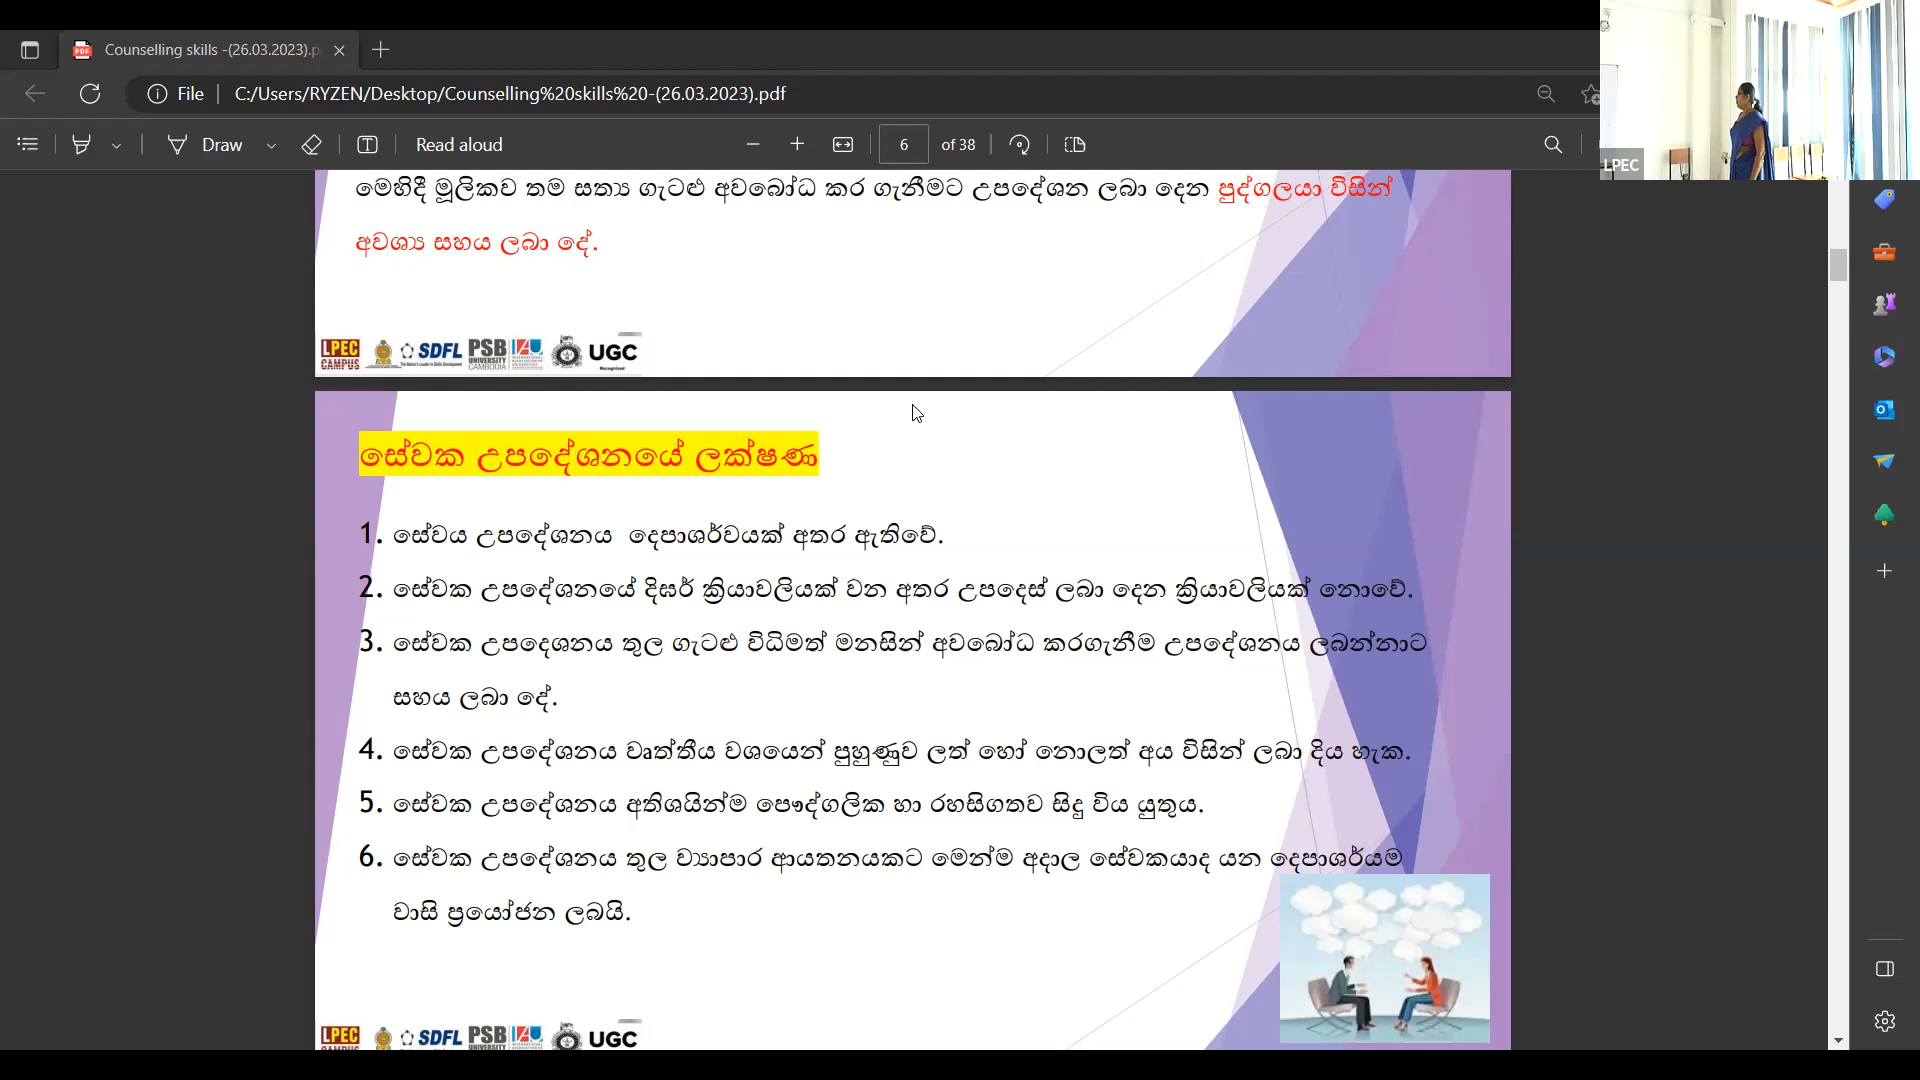 Counselling skills -(26.03.2023).p
File
C:/Users/RYZEN/Desktop/Counselling%20skills%20-(26.03.2023).pdf
Draw
Read aloud
6 of 38
LPEC
මෙහිදී මූලිකව තම සත්‍ය ගැටළු අවබෝධ කර ගැනීමට උපදේශන ලබා දෙන පුද්ගලයා විසින්
අවශ්‍ය සහය ලබා දේ.
LPEC CAMPUS SDFL PSB UNIVERSITY CAMBODIA IAU UGC Recognized
සේවක උපදේශනයේ ලක්ෂණ
1. සේවය උපදේශනය දෙපාර්ශවයක් අතර ඇතිවේ.
2. සේවක උපදේශනයේ දිඝර් ක්‍රියාවලියක් වන අතර උපදෙස් ලබා දෙන ක්‍රියාවලියක් නොවේ.
3. සේවක උපදෙශනය තුල ගැටළු විධිමත් මනසින් අවබෝධ කරගැනීම උපදේශනය ලබන්නාට
සහය ලබා දේ.
4. සේවක උපදේශනය වෘත්තීය වශයෙන් පුහුණුව ලත් හෝ නොලත් අය විසින් ලබා දිය හැක.
5. සේවක උපදේශනය අතිශයින්ම පෞද්ගලික හා රහසිගතව සිදු විය යුතුය.
6. සේවක උපදේශනය තුල ව්‍යාපාර ආයතනයකට මෙන්ම අදාල සේවකයාද යන දෙපාර්ශයම
වාසි ප්‍රයෝජන ලබයි.
LPEC SDFL PSB IAU UGC